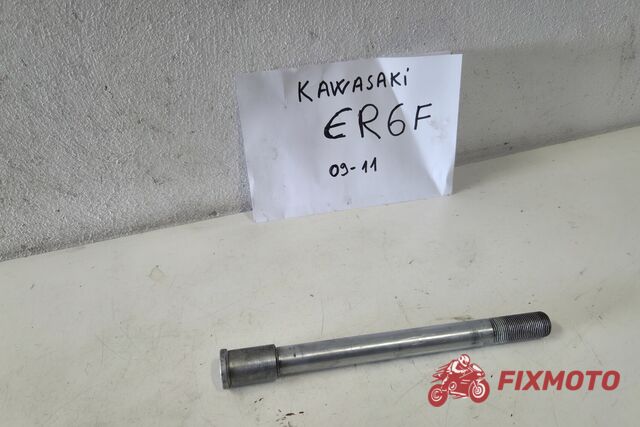 KAWASAKi
ER6F
09-11
FIXMOTO